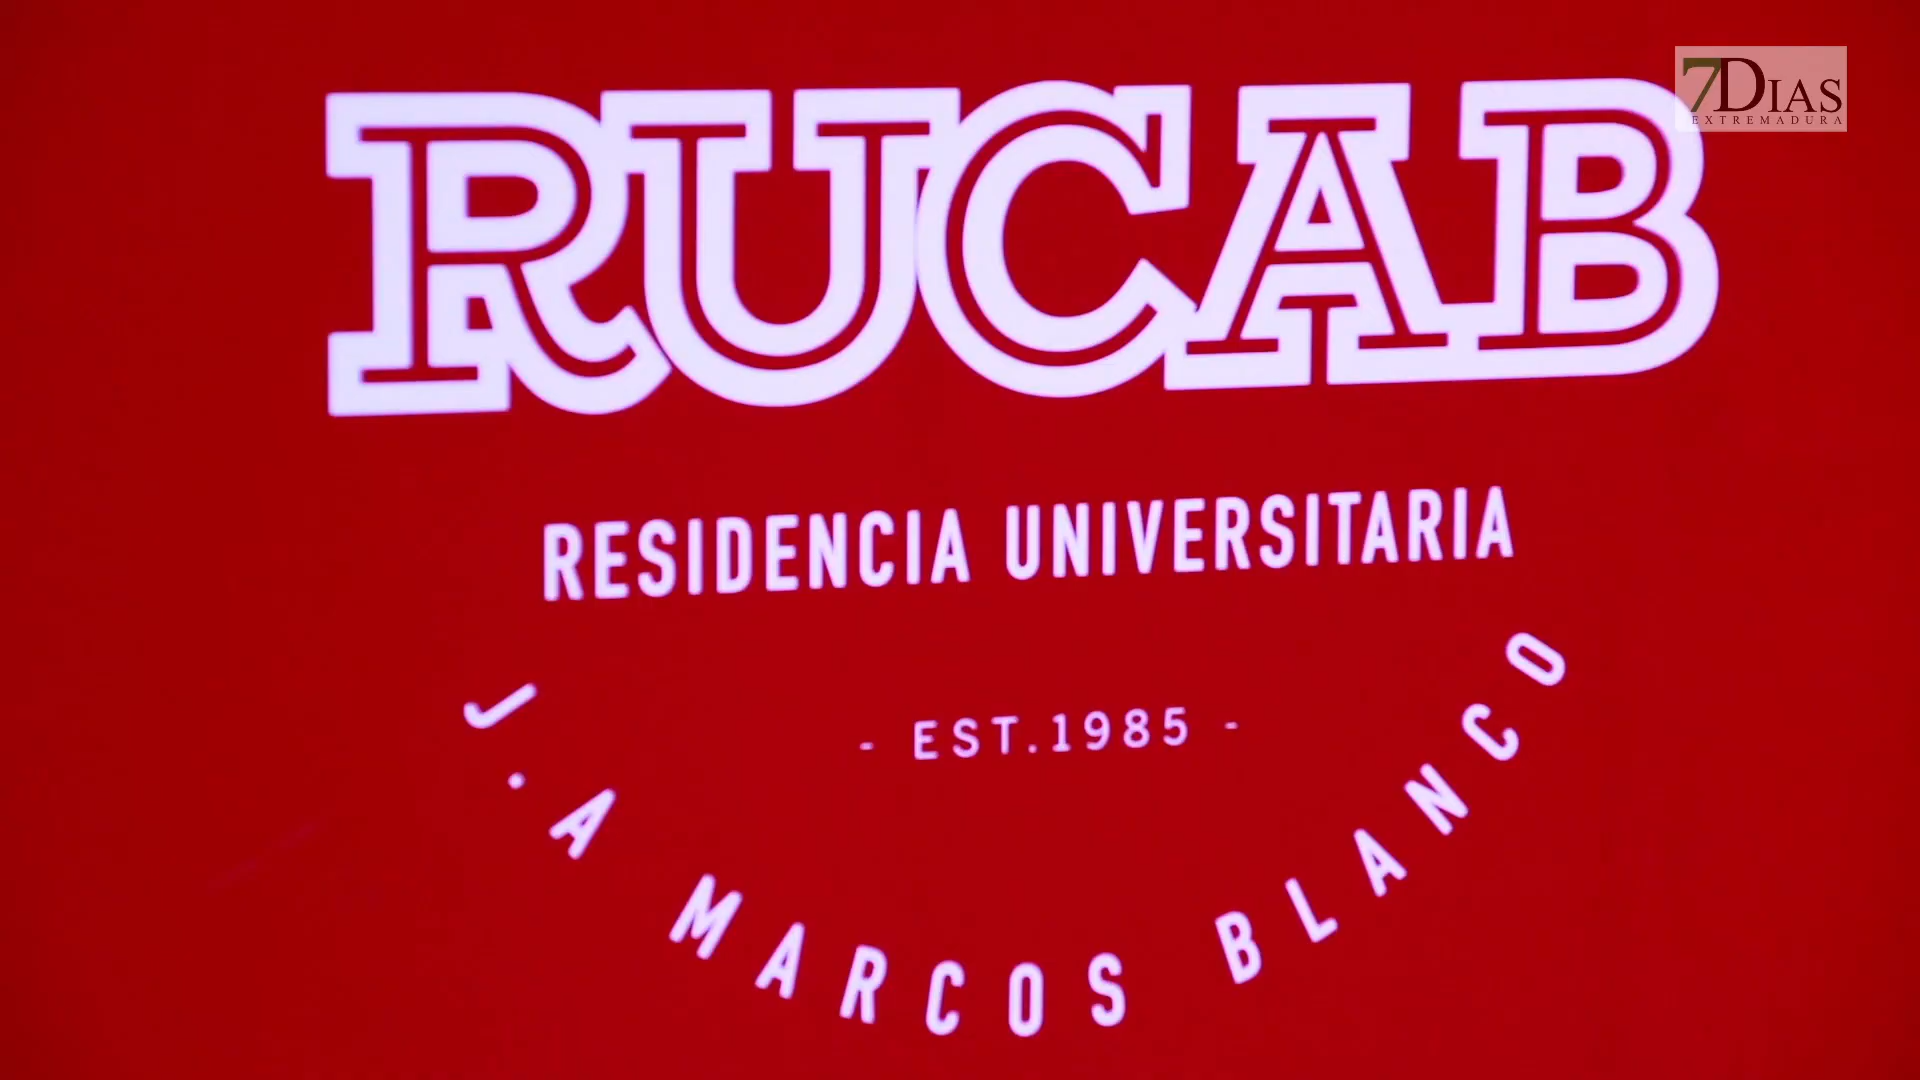 7DIAS
EXTREMADURA
RUCAB
RESIDENCIA UNIVERSITARIA
- EST.1985 -
J.A MARCOS BLANCO